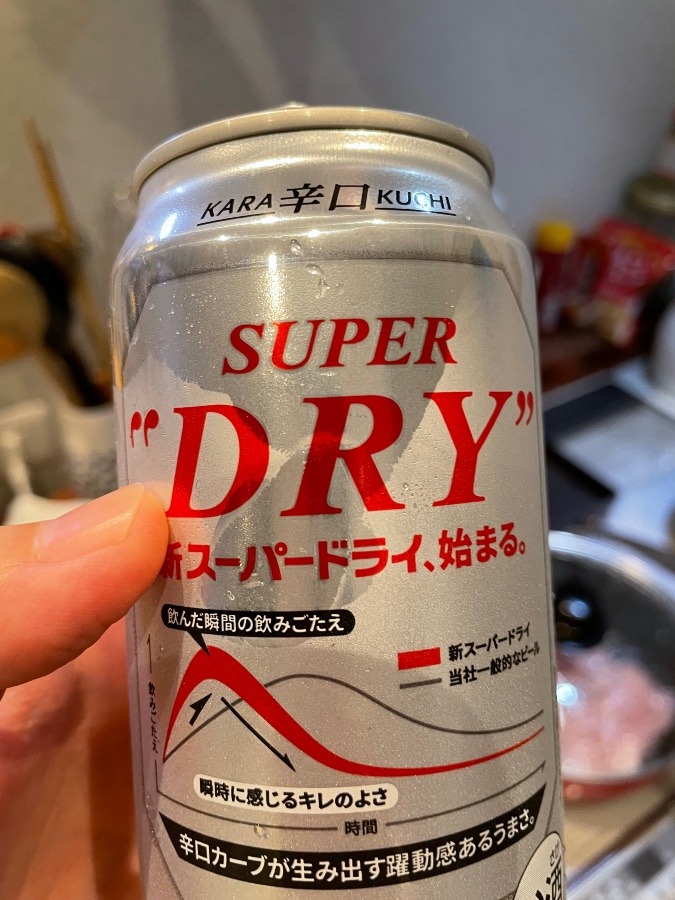 KARA 辛口 KUCHI
SUPER
“DRY”
新スーパードライ、始まる。
飲んだ瞬間の飲みごたえ
新スーパードライ
当社一般的なビール
飲みごたえ
瞬時に感じるキレのよさ
時間
辛口カーブが生み出す躍動感あるうまさ。